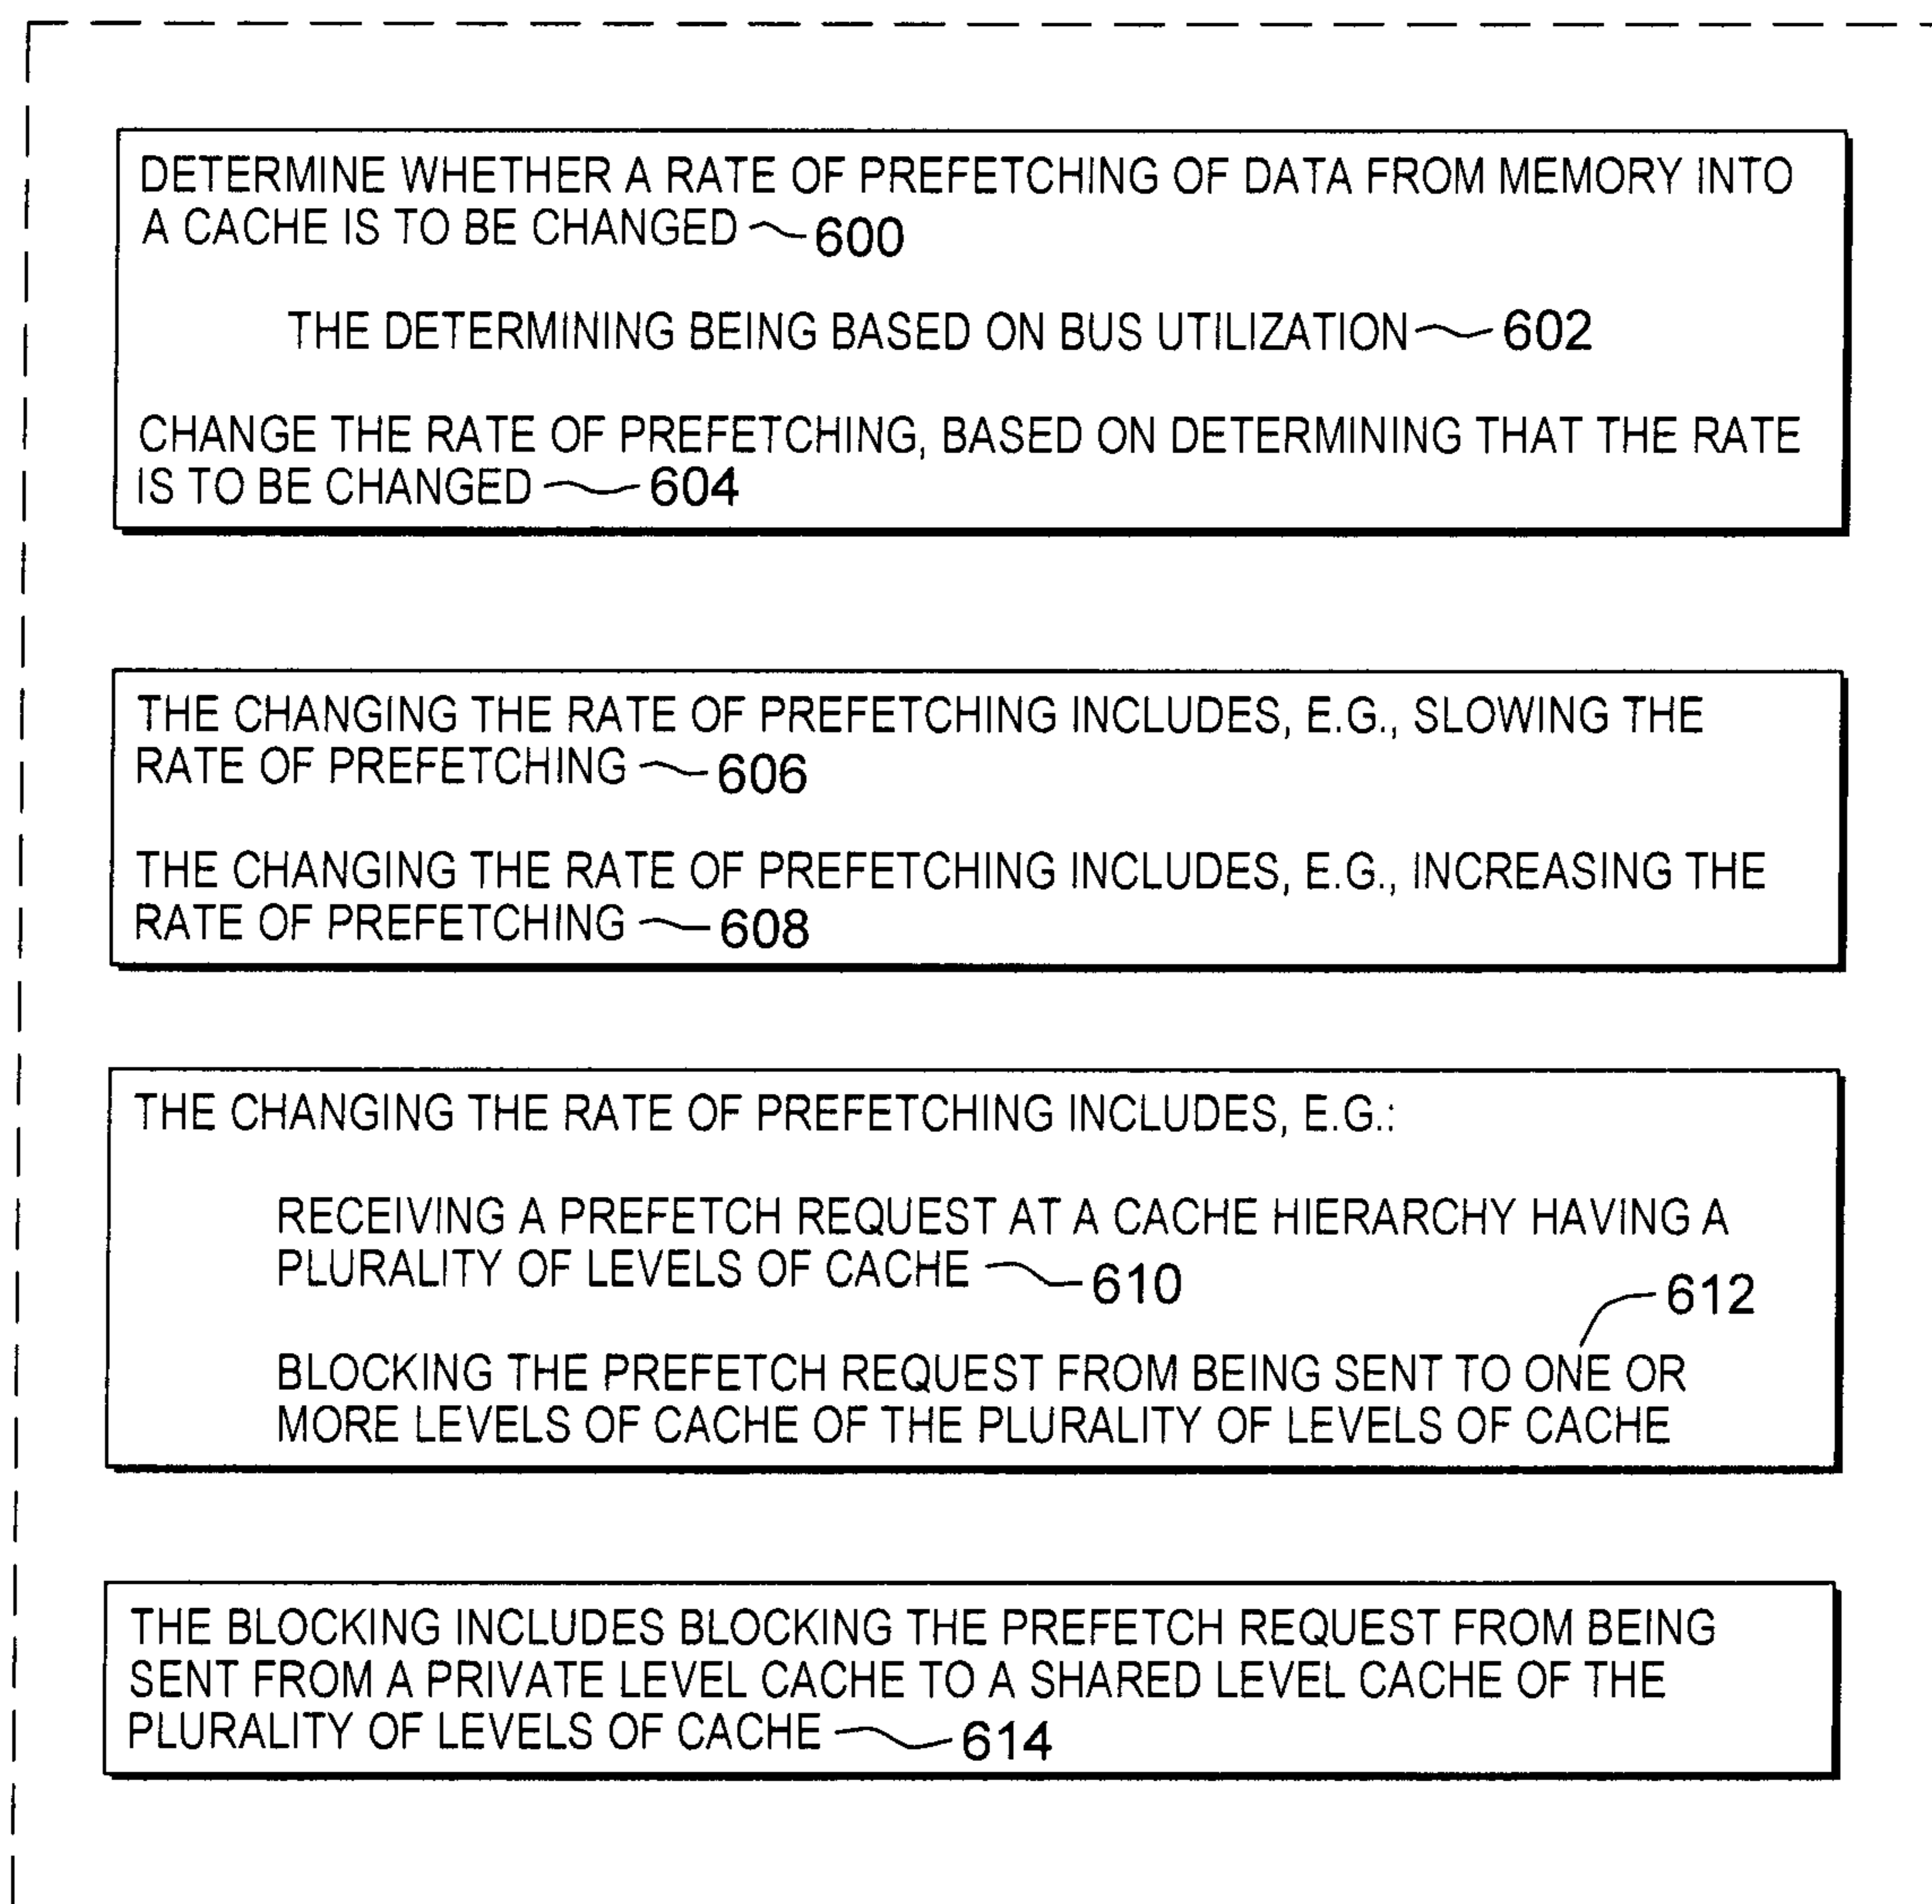 DETERMINE WHETHER A RATE OF PREFETCHING OF DATA FROM MEMORY INTO
A CACHE IS TO BE CHANGED 600
THE DETERMINING BEING BASED ON BUS UTILIZATION 602
CHANGE THE RATE OF PREFETCHING, BASED ON DETERMINING THAT THE RATE
IS TO BE CHANGED 604
THE CHANGING THE RATE OF PREFETCHING INCLUDES, E.G., SLOWING THE
RATE OF PREFETCHING 606
THE CHANGING THE RATE OF PREFETCHING INCLUDES, E.G., INCREASING THE
RATE OF PREFETCHING 608
THE CHANGING THE RATE OF PREFETCHING INCLUDES, E.G.:
RECEIVING A PREFETCH REQUEST AT A CACHE HIERARCHY HAVING A
PLURALITY OF LEVELS OF CACHE 610
612
BLOCKING THE PREFETCH REQUEST FROM BEING SENT TO ONE OR
MORE LEVELS OF CACHE OF THE PLURALITY OF LEVELS OF CACHE
THE BLOCKING INCLUDES BLOCKING THE PREFETCH REQUEST FROM BEING
SENT FROM A PRIVATE LEVEL CACHE TO A SHARED LEVEL CACHE OF THE
PLURALITY OF LEVELS OF CACHE 614